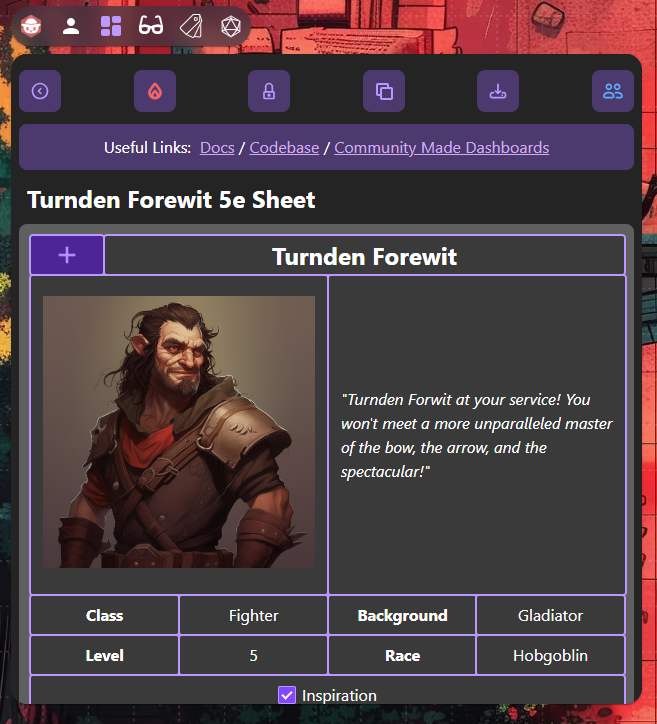 Useful Links: Docs / Codebase / Community Made Dashboards
Turnden Forewit 5e Sheet
Turnden Forewit
"Turnden Forwit at your service! You
won't meet a more unparalleled master
of the bow, the arrow, and the
spectacular!"
Class Fighter Background Gladiator
Level 5 Race Hobgoblin
Inspiration